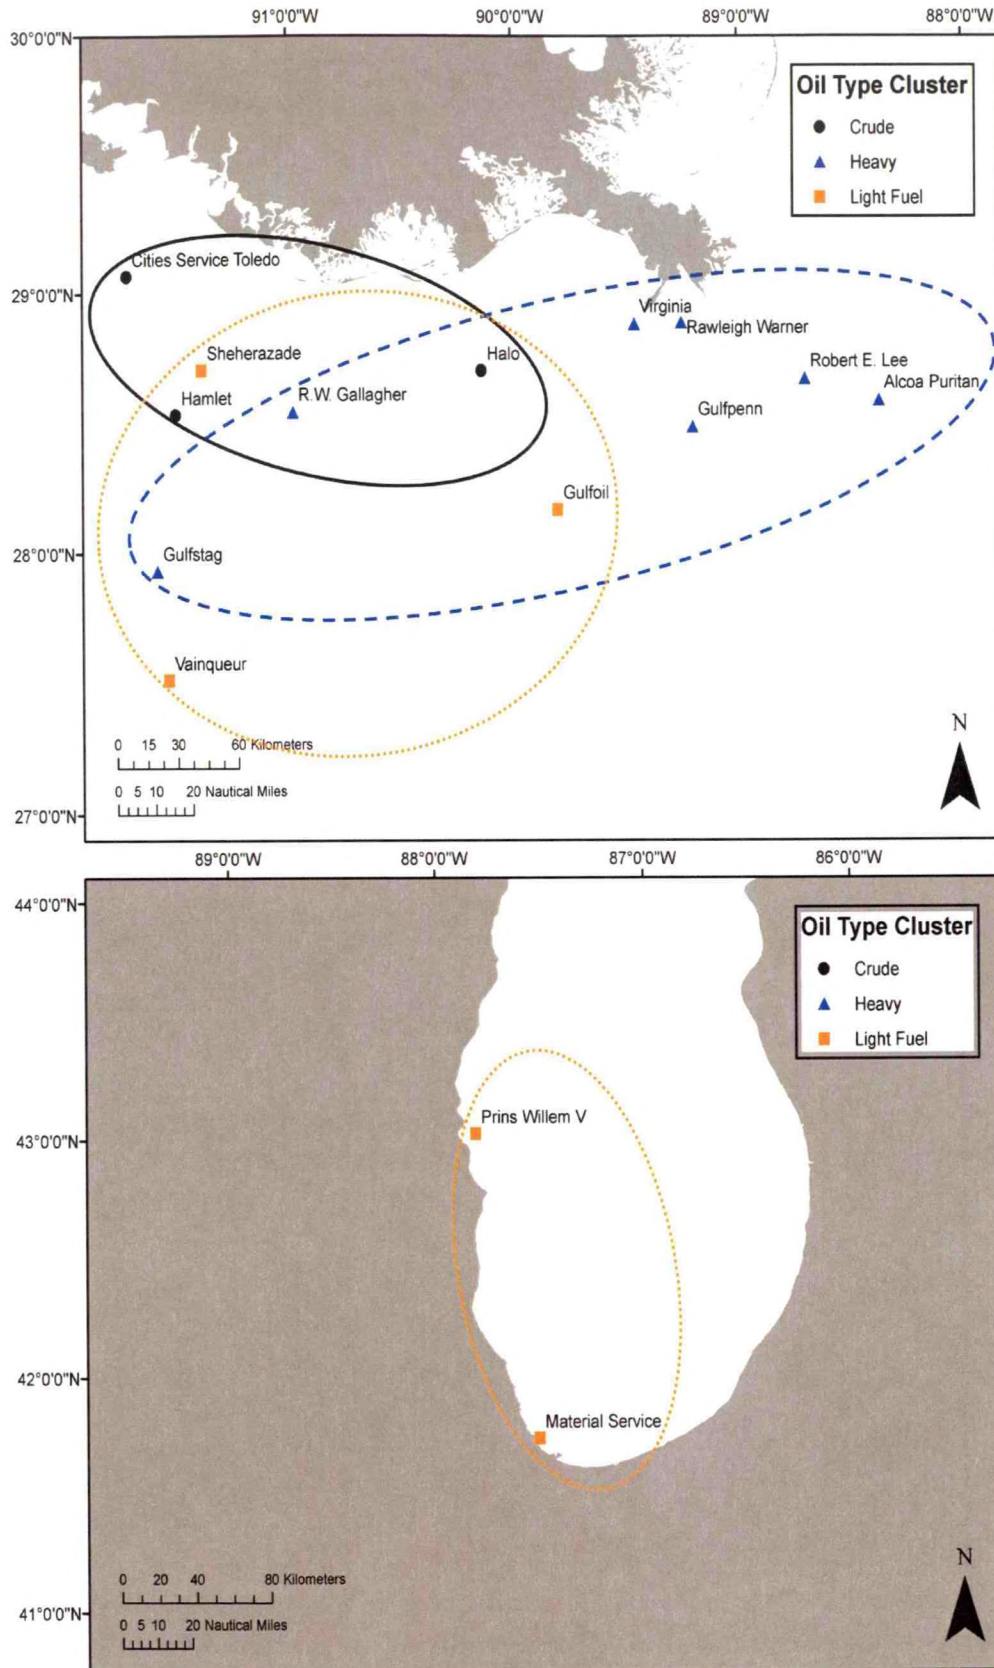 91°0'0"W 90°0'0"W 89°0'0"W 88°0'0"W
30°0'0"N
Oil Type Cluster
Crude
Heavy
Light Fuel
Cities Service Toledo
29°0'0"N
Virginia
Rawleigh Warner
Sheherazade
Halo
Robert E. Lee
Hamlet
R.W. Gallagher
Alcoa Puritan
Gulfpenn
Gulfoil
28°0'0"N
Gulfstag
Vainqueur
N
0 15 30 60 Kilometers
0 5 10 20 Nautical Miles
27°0'0"N
89°0'0"W 88°0'0"W 87°0'0"W 86°0'0"W
44°0'0"N
Oil Type Cluster
Crude
Heavy
Light Fuel
Prins Willem V
43°0'0"N
42°0'0"N
Material Service
N
0 20 40 80 Kilometers
41°0'0"N
0 5 10 20 Nautical Miles